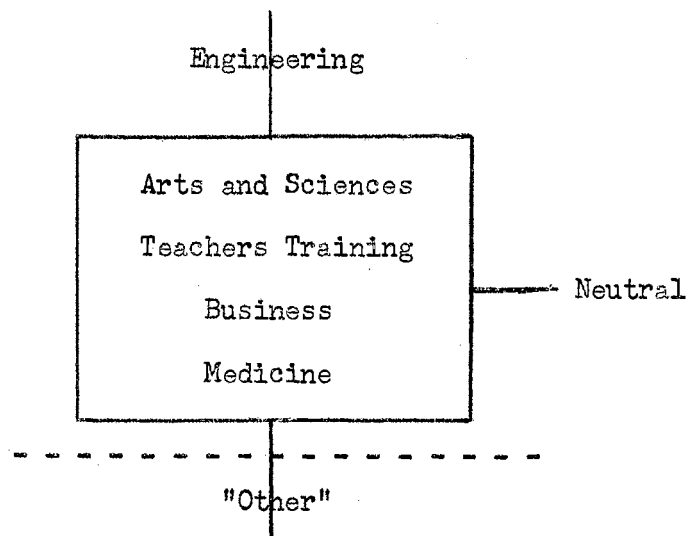 Engineering
Arts and Sciences
Teachers Training
Business
Neutral
Medicine
"Other"